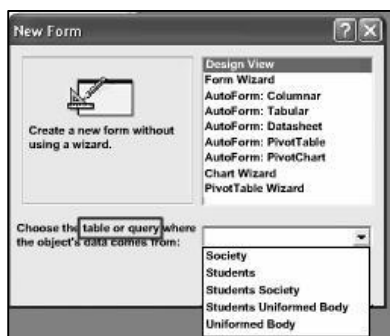 New Form
Design View
Form Wizard
AutoForm: Columnar
AutoForm: Tabular
AutoForm: Datasheet
AutoForm: PivotTable
AutoForm: PivotChart
Chart Wizard
PivotTable Wizard
Create a new form without
using a wizard.
Choose the table or query where
the object's data comes from:
Society
Students
Students Society
Students Uniformed Body
Uniformed Body